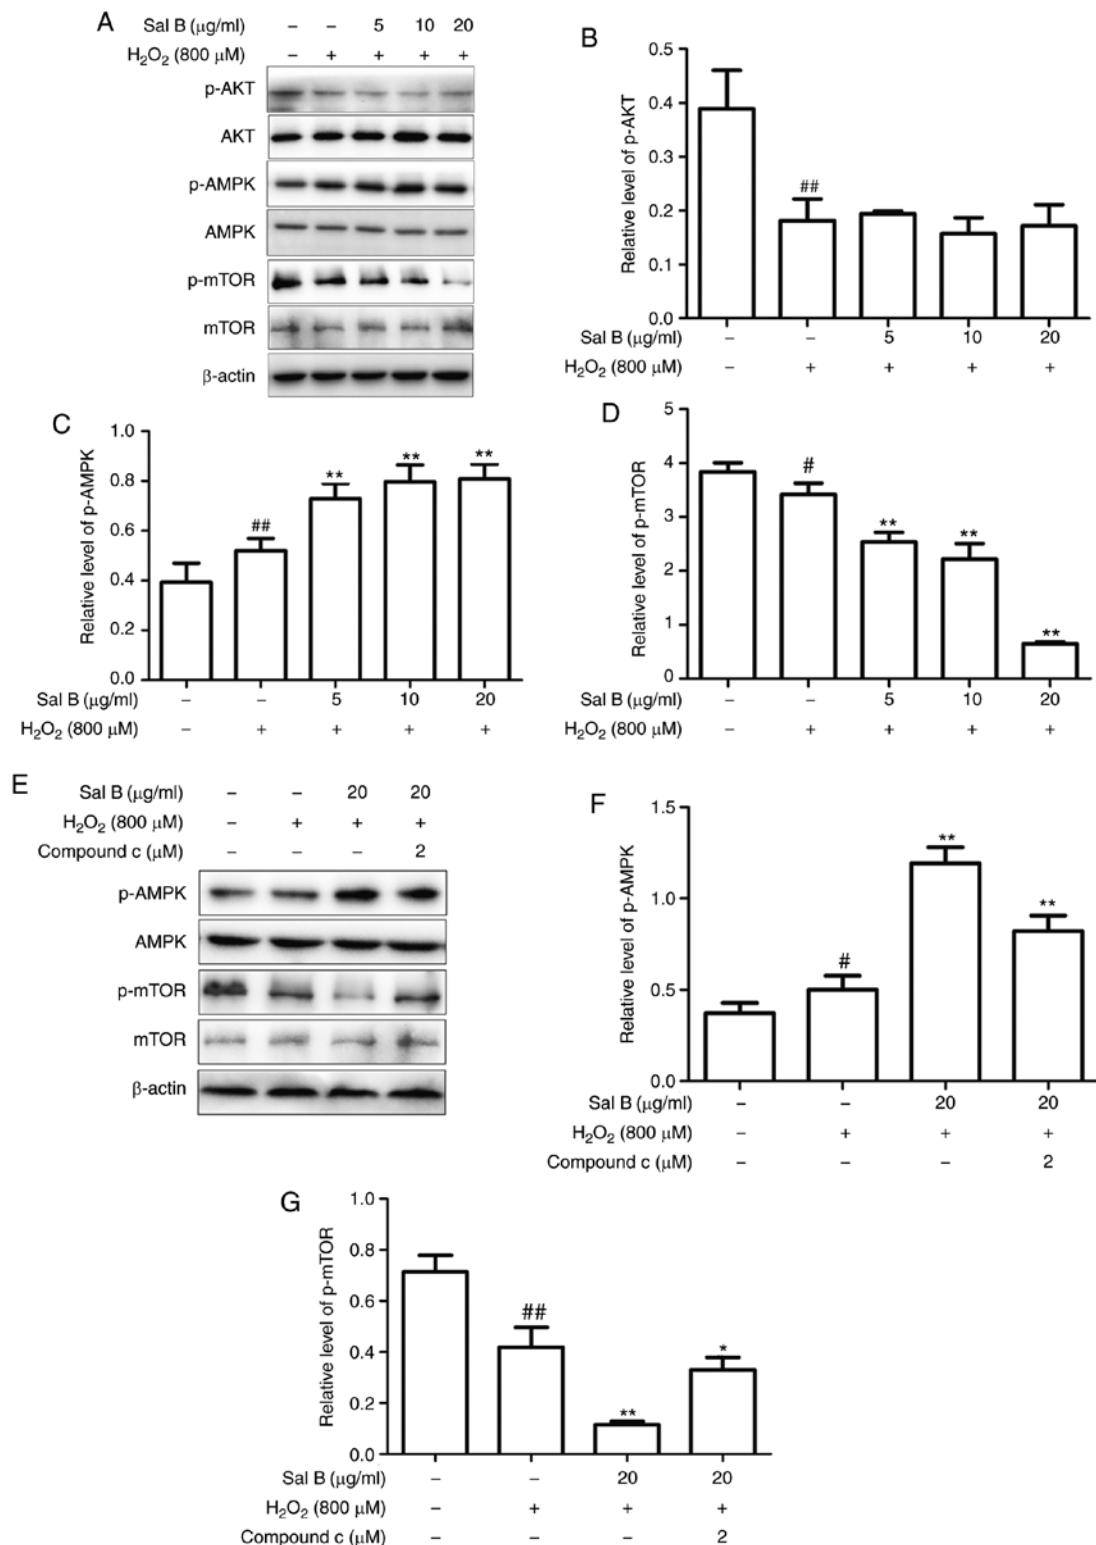 A
Sal B (μg/ml) – – 5 10 20
H₂O₂ (800 μM) – + + + +
p-AKT
AKT
p-AMPK
AMPK
p-mTOR
mTOR
β-actin
B
Relative level of p-AKT
0.5
0.4
0.3
0.2
0.1
0.0
##
Sal B (μg/ml) – – 5 10 20
H₂O₂ (800 μM) – + + + +
C
Relative level of p-AMPK
1.0
0.8
0.6
0.4
0.2
0.0
## ** ** **
Sal B (μg/ml) – – 5 10 20
H₂O₂ (800 μM) – + + + +
D
Relative level of p-mTOR
5
4
3
2
1
0
# ** ** **
Sal B (μg/ml) – – 5 10 20
H₂O₂ (800 μM) – + + + +
E
Sal B (μg/ml) – – 20 20
H₂O₂ (800 μM) – + + +
Compound c (μM) – – – 2
p-AMPK
AMPK
p-mTOR
mTOR
β-actin
F
Relative level of p-AMPK
1.5
1.0
0.5
0.0
# ** **
Sal B (μg/ml) – – 20 20
H₂O₂ (800 μM) – + + +
Compound c (μM) – – – 2
G
Relative level of p-mTOR
1.0
0.8
0.6
0.4
0.2
0.0
## ** *
Sal B (μg/ml) – – 20 20
H₂O₂ (800 μM) – + + +
Compound c (μM) – – – 2